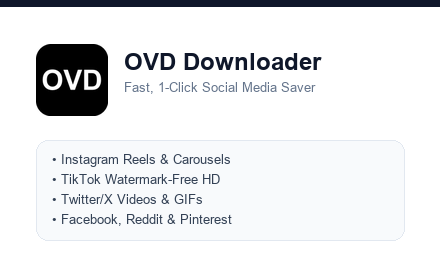 OVD
OVD Downloader
Fast, 1-Click Social Media Saver
• Instagram Reels & Carousels
• TikTok Watermark-Free HD
• Twitter/X Videos & GIFs
• Facebook, Reddit & Pinterest